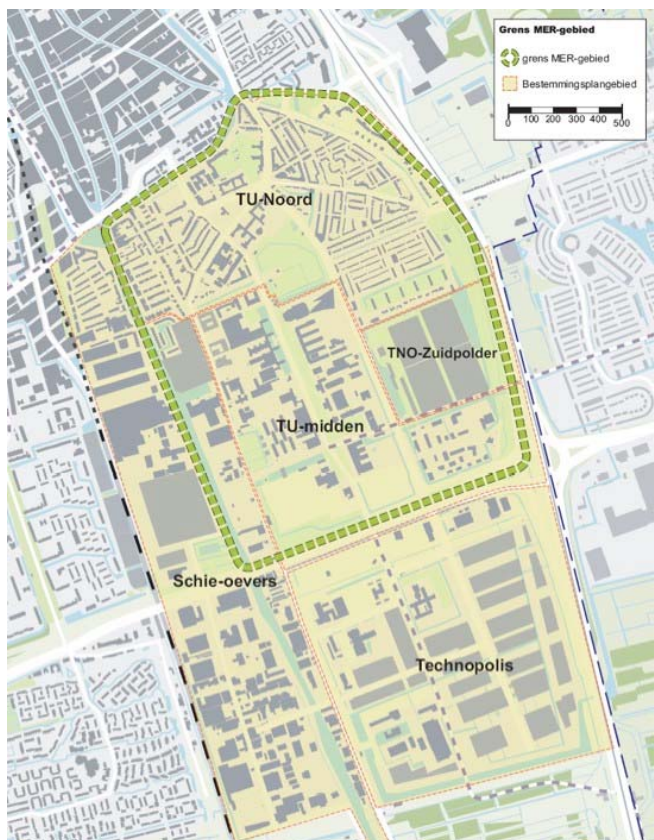 Grens MER-gebied
grens MER-gebied
Bestemmingsplangebied
0 100 200 300 400 500
TU-Noord
TNO-Zuidpolder
TU-midden
Schie-oevers
Technopolis